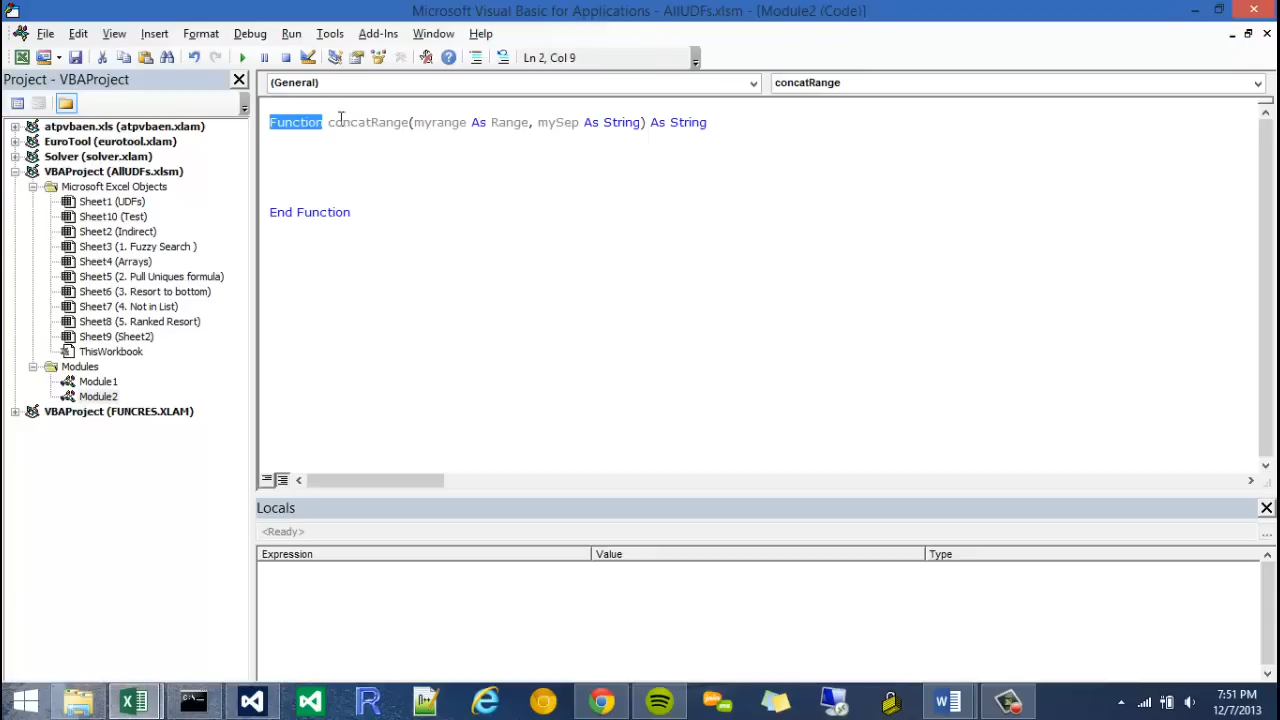 Microsoft Visual Basic for Applications - AllUDFs.xlsm - [Module2 (Code)]
File Edit View Insert Format Debug Run Tools Add-Ins Window Help
Ln 2, Col 9
Project - VBAProject
(General)
concatRange
atpvbaen.xls (atpvbaen.xlam)
EuroTool (eurotool.xlam)
Solver (solver.xlam)
VBAProject (AllUDFs.xlsm)
Microsoft Excel Objects
Sheet1 (UDFs)
Sheet10 (Test)
Sheet2 (Indirect)
Sheet3 (1. Fuzzy Search )
Sheet4 (Arrays)
Sheet5 (2. Pull Uniques formula)
Sheet6 (3. Resort to bottom)
Sheet7 (4. Not in List)
Sheet8 (5. Ranked Resort)
Sheet9 (Sheet2)
ThisWorkbook
Modules
Module1
Module2
VBAProject (FUNCRES.XLAM)
Function concatRange(myrange As Range, mySep As String) As String
End Function
Locals
<Ready>
Expression Value Type
7:51 PM
12/7/2013